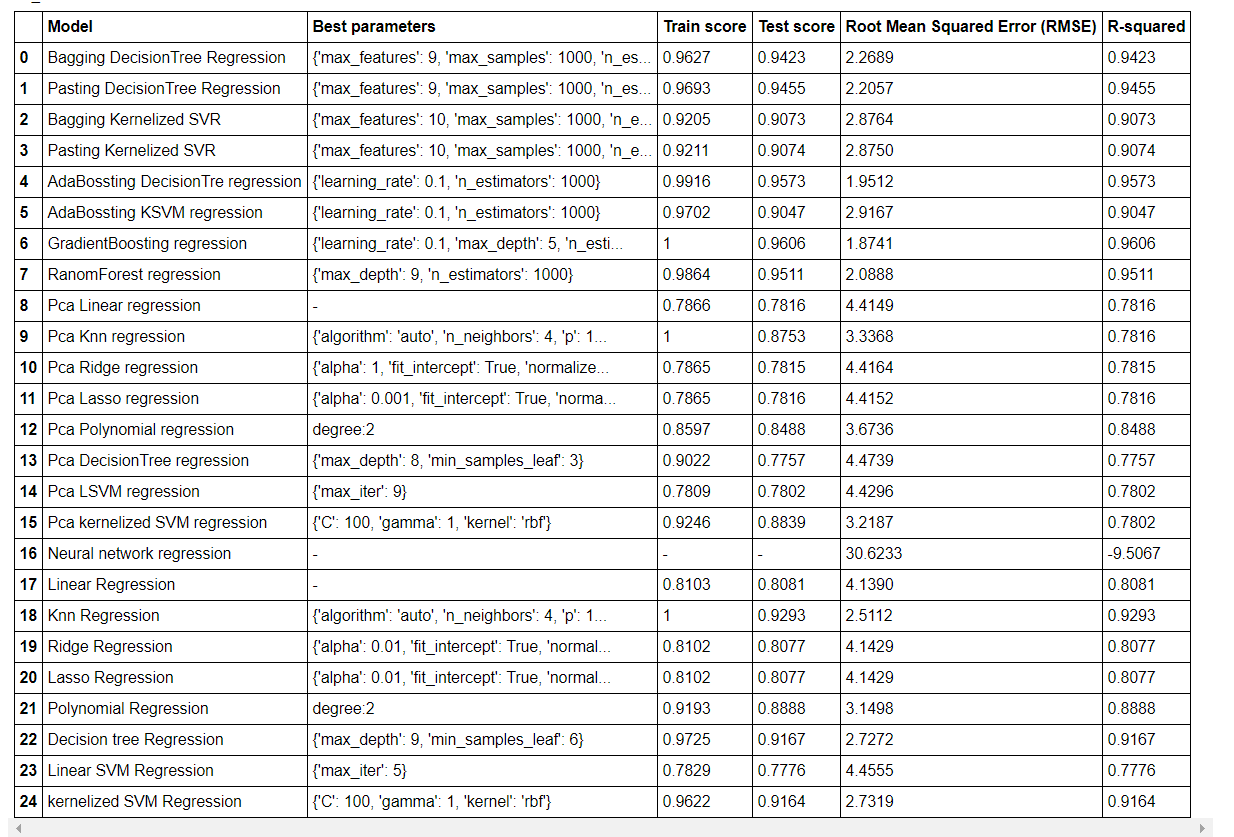 Model Best parameters Train score Test score Root Mean Squared Error (RMSE) R-squared
0 Bagging DecisionTree Regression {'max_features': 9, 'max_samples': 1000, 'n_es... 0.9627 0.9423 2.2689 0.9423
1 Pasting DecisionTree Regression {'max_features': 9, 'max_samples': 1000, 'n_es... 0.9693 0.9455 2.2057 0.9455
2 Bagging Kernelized SVR {'max_features': 10, 'max_samples': 1000, 'n_e... 0.9205 0.9073 2.8764 0.9073
3 Pasting Kernelized SVR {'max_features': 10, 'max_samples': 1000, 'n_e... 0.9211 0.9074 2.8750 0.9074
4 AdaBossting DecisionTre regression {'learning_rate': 0.1, 'n_estimators': 1000} 0.9916 0.9573 1.9512 0.9573
5 AdaBossting KSVM regression {'learning_rate': 0.1, 'n_estimators': 1000} 0.9702 0.9047 2.9167 0.9047
6 GradientBoosting regression {'learning_rate': 0.1, 'max_depth': 5, 'n_esti... 1 0.9606 1.8741 0.9606
7 RanomForest regression {'max_depth': 9, 'n_estimators': 1000} 0.9864 0.9511 2.0888 0.9511
8 Pca Linear regression - 0.7866 0.7816 4.4149 0.7816
9 Pca Knn regression {'algorithm': 'auto', 'n_neighbors': 4, 'p': 1... 1 0.8753 3.3368 0.7816
10 Pca Ridge regression {'alpha': 1, 'fit_intercept': True, 'normalize... 0.7865 0.7815 4.4164 0.7815
11 Pca Lasso regression {'alpha': 0.001, 'fit_intercept': True, 'norma... 0.7865 0.7816 4.4152 0.7816
12 Pca Polynomial regression degree:2 0.8597 0.8488 3.6736 0.8488
13 Pca DecisionTree regression {'max_depth': 8, 'min_samples_leaf': 3} 0.9022 0.7757 4.4739 0.7757
14 Pca LSVM regression {'max_iter': 9} 0.7809 0.7802 4.4296 0.7802
15 Pca kernelized SVM regression {'C': 100, 'gamma': 1, 'kernel': 'rbf'} 0.9246 0.8839 3.2187 0.7802
16 Neural network regression - - - 30.6233 -9.5067
17 Linear Regression - 0.8103 0.8081 4.1390 0.8081
18 Knn Regression {'algorithm': 'auto', 'n_neighbors': 4, 'p': 1... 1 0.9293 2.5112 0.9293
19 Ridge Regression {'alpha': 0.01, 'fit_intercept': True, 'normal... 0.8102 0.8077 4.1429 0.8077
20 Lasso Regression {'alpha': 0.01, 'fit_intercept': True, 'normal... 0.8102 0.8077 4.1429 0.8077
21 Polynomial Regression degree:2 0.9193 0.8888 3.1498 0.8888
22 Decision tree Regression {'max_depth': 9, 'min_samples_leaf': 6} 0.9725 0.9167 2.7272 0.9167
23 Linear SVM Regression {'max_iter': 5} 0.7829 0.7776 4.4555 0.7776
24 kernelized SVM Regression {'C': 100, 'gamma': 1, 'kernel': 'rbf'} 0.9622 0.9164 2.7319 0.9164